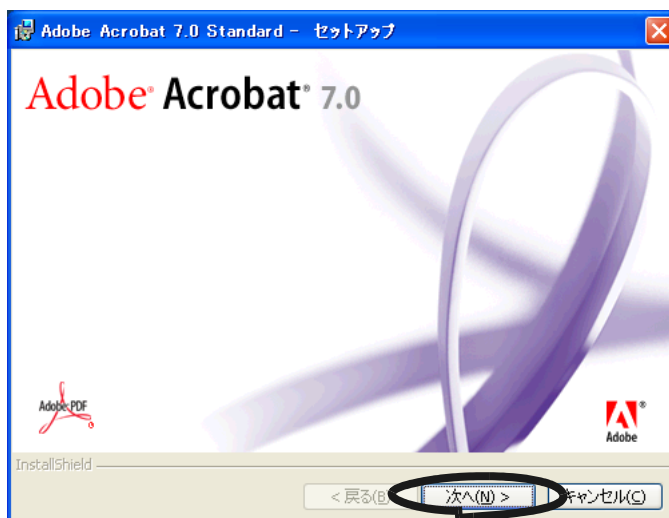 Adobe Acrobat 7.0 Standard - セットアップ
Adobe® Acrobat® 7.0
Adobe PDF
Adobe
InstallShield
< 戻る(B) 次へ(N) > キャンセル(C)